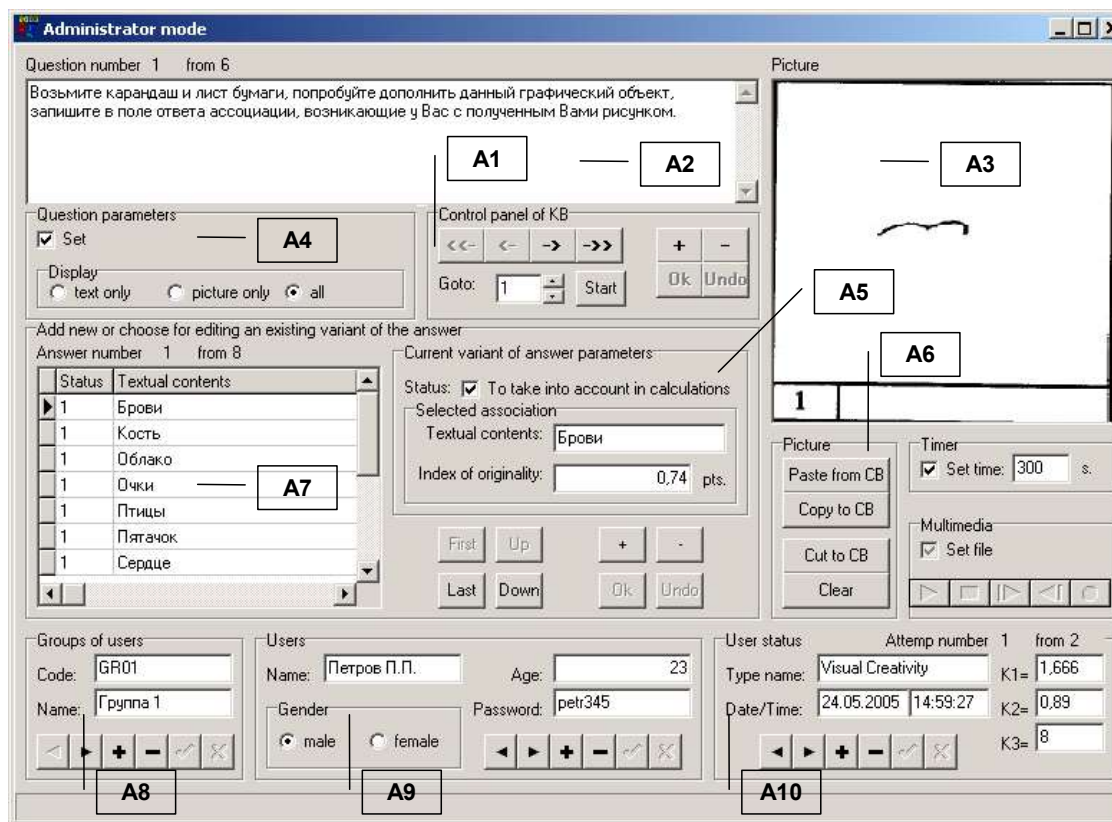 Administrator mode
Question number 1 from 6
Возьмите карандаш и лист бумаги, попробуйте дополнить данный графический объект,
запишите в поле ответа ассоциации, возникающие у Вас с полученным Вами рисунком.
A1
A2
Picture
A3
1
Question parameters
Set
A4
Display
text only picture only all
Control panel of KB
<<- <- -> ->>
Goto: 1 Start
+ -
Ok Undo
A5
A6
Add new or choose for editing an existing variant of the answer
Answer number 1 from 8
Status Textual contents
1 Брови
1 Кость
1 Облако
1 Очки
1 Птицы
1 Пятачок
1 Сердце
A7
Current variant of answer parameters
Status: To take into account in calculations
Selected association
Textual contents: Брови
Index of originality: 0,74 pts.
First Up + -
Last Down Ok Undo
Picture
Paste from CB
Copy to CB
Cut to CB
Clear
Timer
Set time: 300 s.
Multimedia
Set file
Groups of users
Code: GR01
Name: Группа 1
A8
Users
Name: Петров П.П. Age: 23
Gender
male female
Password: petr345
A9
User status Attemp number 1 from 2
Type name: Visual Creativity K1= 1,666
Date/Time: 24.05.2005 14:59:27 K2= 0,89
K3= 8
A10